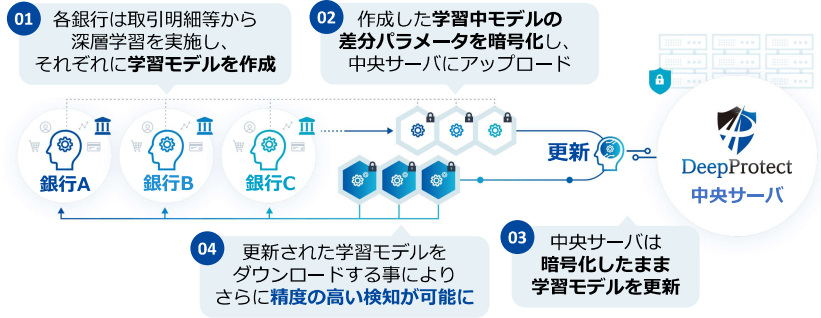 01
各銀行は取引明細等から
深層学習を実施し、
それぞれに学習モデルを作成
02
作成した学習中モデルの
差分パラメータを暗号化し、
中央サーバにアップロード
銀行A
銀行B
銀行C
更新
DeepProtect
中央サーバ
03
中央サーバは
暗号化したまま
学習モデルを更新
04
更新された学習モデルを
ダウンロードする事により
さらに精度の高い検知が可能に